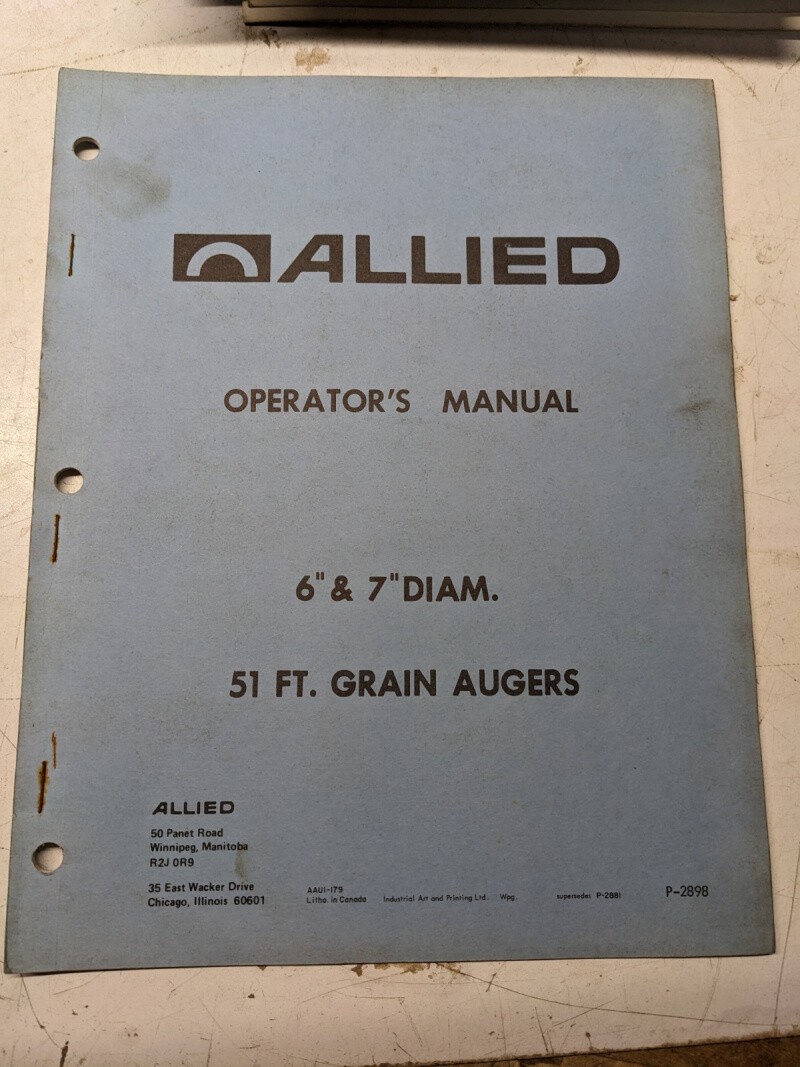 ALLIED
OPERATOR'S MANUAL
6" & 7" DIAM.
51 FT. GRAIN AUGERS
ALLIED
50 Panet Road
Winnipeg, Manitoba
R2J 0R9
35 East Wacker Drive
Chicago, Illinois 60601
AAU1-179
Litho. in Canada Industrial Art and Printing Ltd. Wpg. supersedes P-2881 P-2898